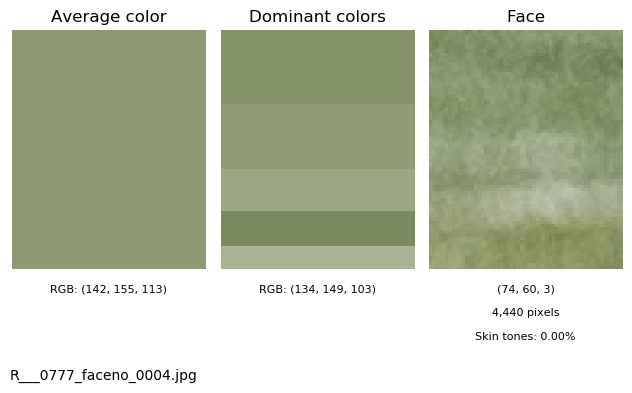 Average color
Dominant colors
Face
RGB: (142, 155, 113)
RGB: (134, 149, 103)
(74, 60, 3)
4,440 pixels
Skin tones: 0.00%
R___0777_faceno_0004.jpg